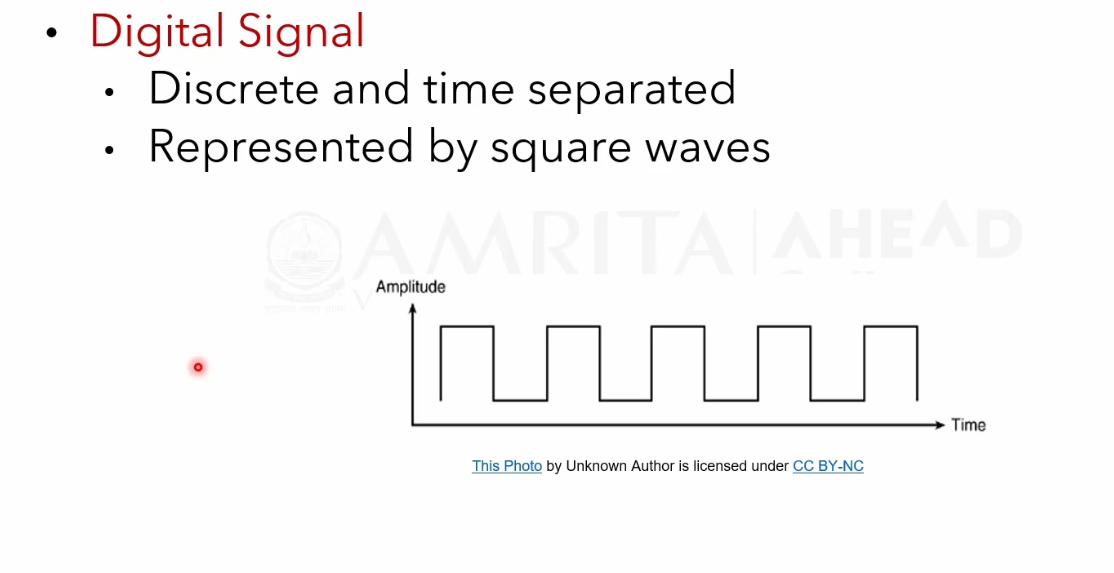 • Digital Signal
• Discrete and time separated
• Represented by square waves
AMRITA | AHEAD
Amplitude
Time
This Photo by Unknown Author is licensed under CC BY-NC